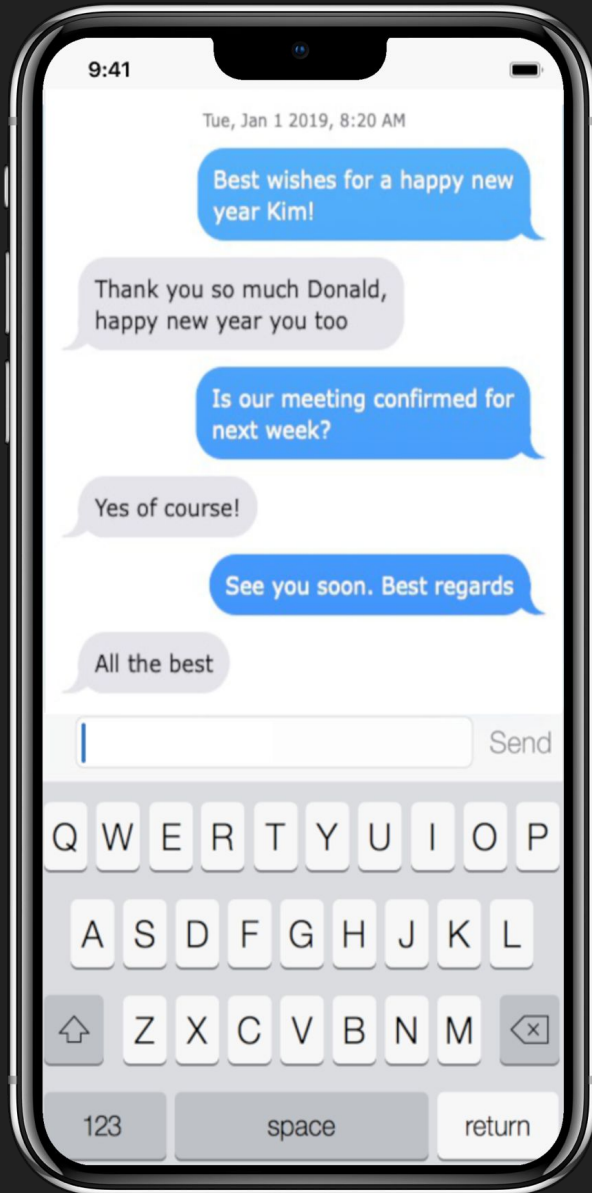 9:41
Tue, Jan 1 2019, 8:20 AM
Best wishes for a happy new
year Kim!
Thank you so much Donald,
happy new year you too
Is our meeting confirmed for
next week?
Yes of course!
See you soon. Best regards
All the best
Send
Q W E R T Y U I O P
A S D F G H J K L
Z X C V B N M
123 space return